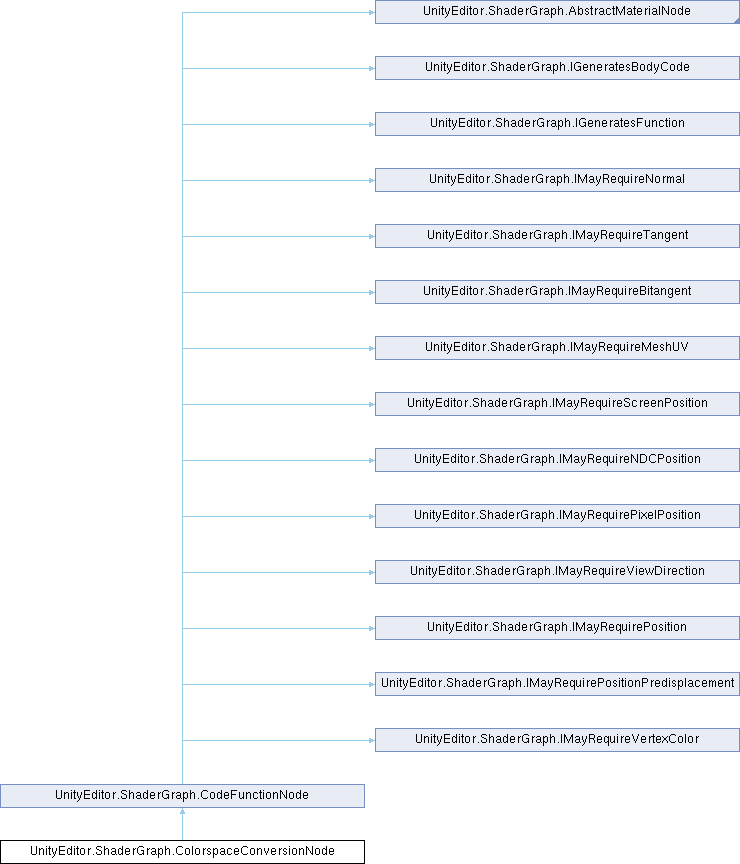 UnityEditor.ShaderGraph.AbstractMaterialNode
UnityEditor.ShaderGraph.IGeneratesBodyCode
UnityEditor.ShaderGraph.IGeneratesFunction
UnityEditor.ShaderGraph.IMayRequireNormal
UnityEditor.ShaderGraph.IMayRequireTangent
UnityEditor.ShaderGraph.IMayRequireBitangent
UnityEditor.ShaderGraph.IMayRequireMeshUV
UnityEditor.ShaderGraph.IMayRequireScreenPosition
UnityEditor.ShaderGraph.IMayRequireNDCPosition
UnityEditor.ShaderGraph.IMayRequirePixelPosition
UnityEditor.ShaderGraph.IMayRequireViewDirection
UnityEditor.ShaderGraph.IMayRequirePosition
UnityEditor.ShaderGraph.IMayRequirePositionPredisplacement
UnityEditor.ShaderGraph.IMayRequireVertexColor
UnityEditor.ShaderGraph.CodeFunctionNode
UnityEditor.ShaderGraph.ColorspaceConversionNode